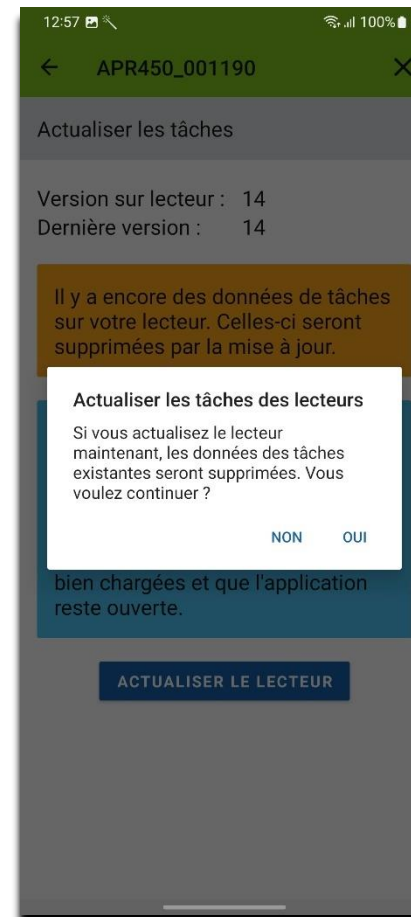 12:57 100%
APR450_001190
Actualiser les tâches
Version sur lecteur : 14
Dernière version : 14
Il y a encore des données de tâches
sur votre lecteur. Celles-ci seront
supprimées par la mise à jour.
Actualiser les tâches des lecteurs
Si vous actualisez le lecteur
maintenant, les données des tâches
existantes seront supprimées. Vous
voulez continuer ?
NON OUI
bien chargées et que l'application
reste ouverte.
ACTUALISER LE LECTEUR